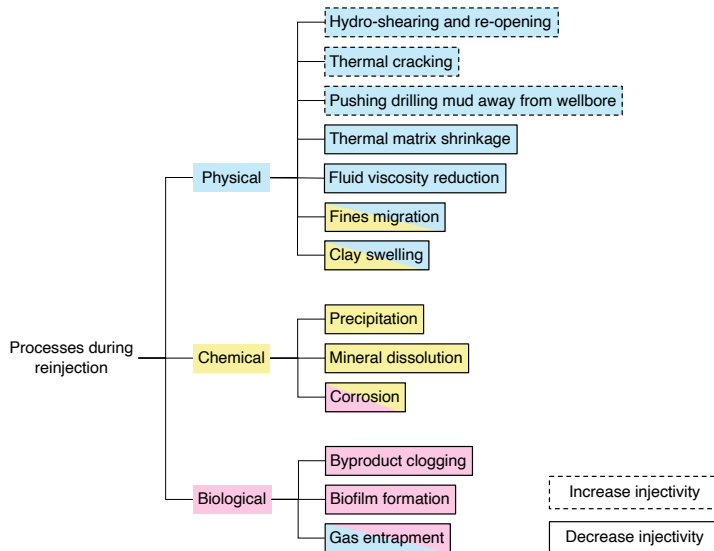 Hydro-shearing and re-opening
Thermal cracking
Pushing drilling mud away from wellbore
Thermal matrix shrinkage
Physical
Fluid viscosity reduction
Fines migration
Clay swelling
Precipitation
Processes during
reinjection
Chemical
Mineral dissolution
Corrosion
Byproduct clogging
Biological
Biofilm formation
Gas entrapment
Increase injectivity
Decrease injectivity